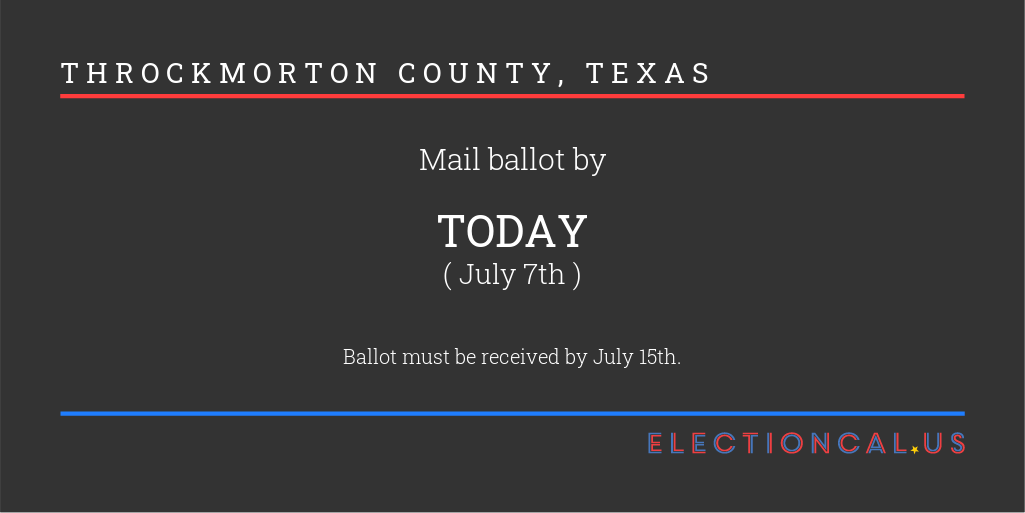 THROCKMORTON COUNTY, TEXAS
Mail ballot by
TODAY
( July 7th )
Ballot must be received by July 15th.
ELECTIONCAL.US